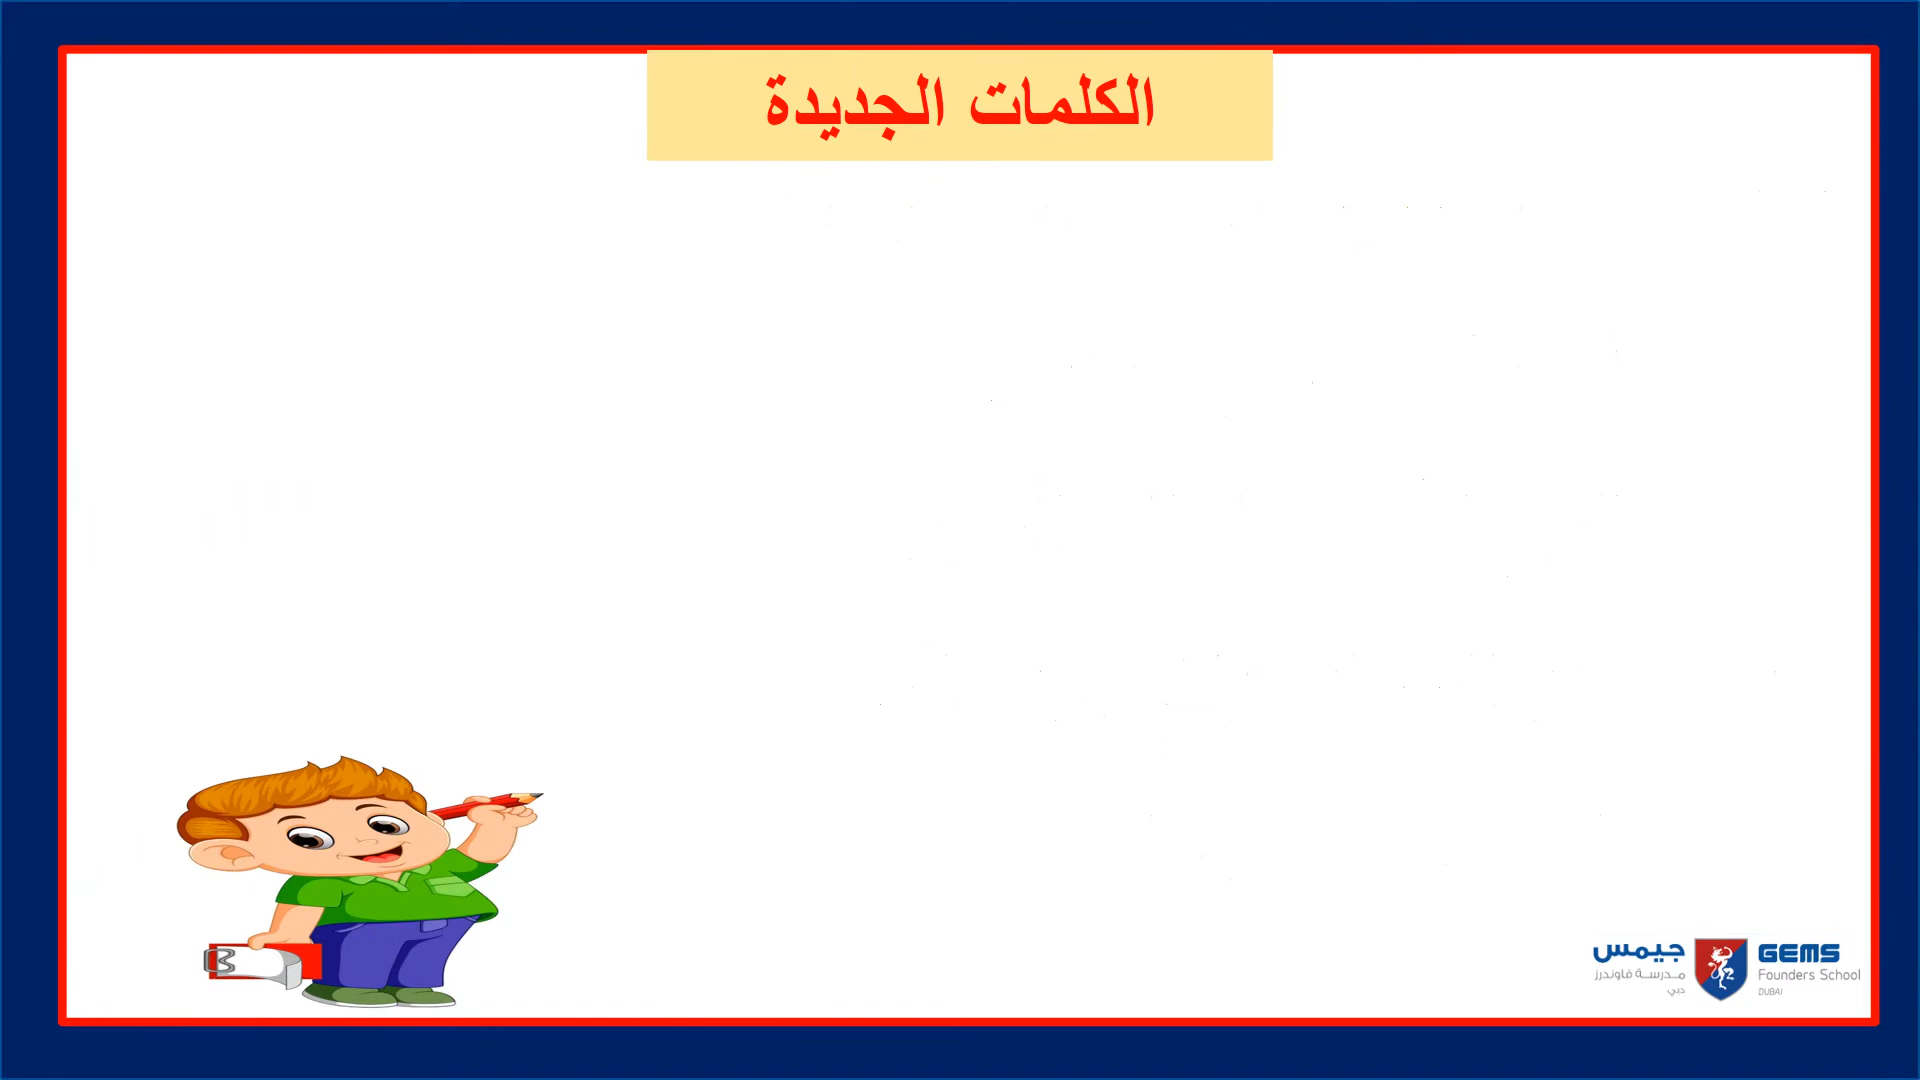 الكلمات الجديدة
جيمس
مدرسة فاوندرز
دبي
GEMS
Founders School
DUBAI